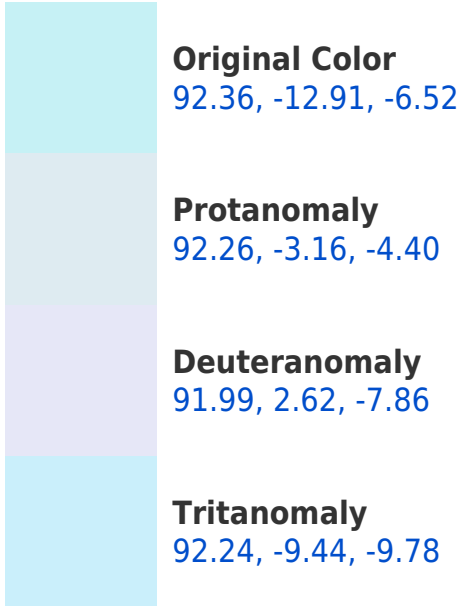 Original Color
92.36, -12.91, -6.52
Protanomaly
92.26, -3.16, -4.40
Deuteranomaly
91.99, 2.62, -7.86
Tritanomaly
92.24, -9.44, -9.78